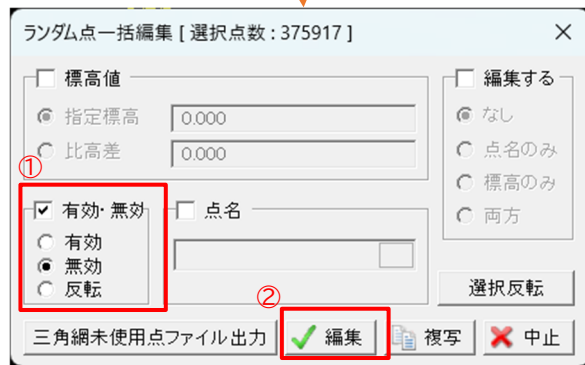 ランダム点一括編集 [ 選択点数 : 375917 ]
標高値
編集する
指定標高 0.000
なし
比高差 0.000
点名のみ
①
標高のみ
有効・無効
点名
両方
有効
無効
反転
選択反転
②
三角網未使用点ファイル出力
編集
複写
中止